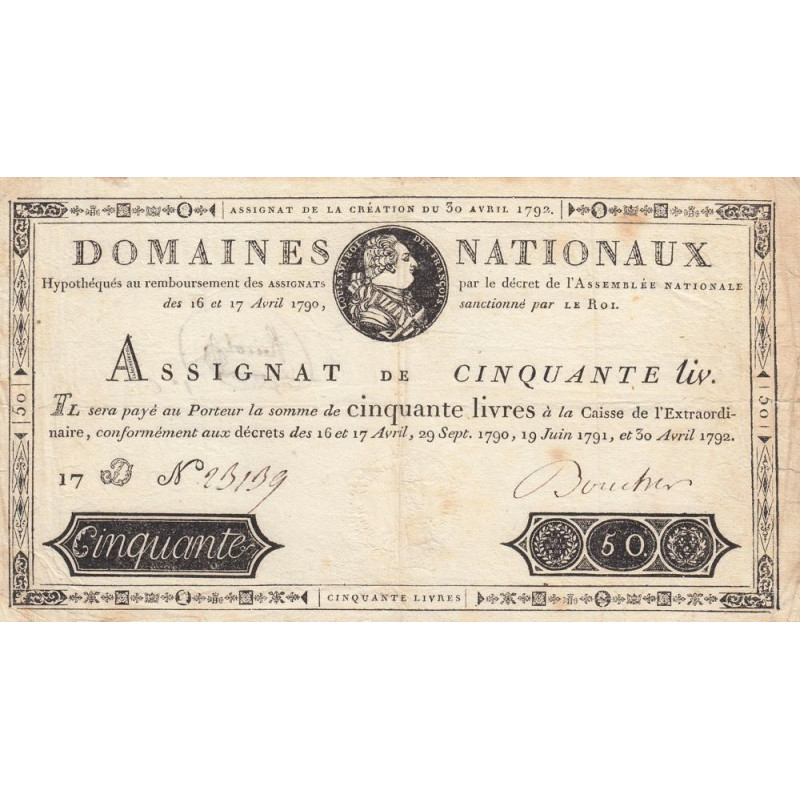 ASSIGNAT DE LA CRÉATION DU 30 AVRIL 1792.
DOMAINES NATIONAUX
LOUIS XVI ROI DES FRANÇOIS
Hypothéqués au remboursement des ASSIGNATS par le décret de l'ASSEMBLÉE NATIONALE
des 16 et 17 Avril 1790, sanctionné par LE ROI.
ASSIGNAT DE CINQUANTE liv.
IL sera payé au Porteur la somme de cinquante livres à la Caisse de l'Extraordi-
naire, conformément aux décrets des 16 et 17 Avril, 29 Sept. 1790, 19 Juin 1791, et 30 Avril 1792.
50
50
17 D N° 23139 Boucher
Cinquante 50.
CINQUANTE LIVRES